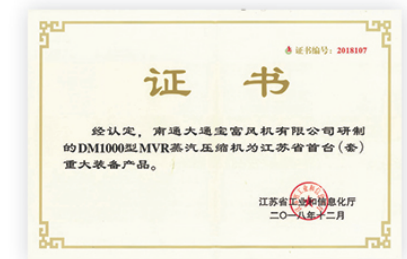 证书编号：2018107
证 书
经认定，南通大通宝富风机有限公司研制
的DM1000型MVR蒸汽压缩机为江苏省首台（套）
重大装备产品。
江苏省工业和信息化厅
二〇一八年十二月